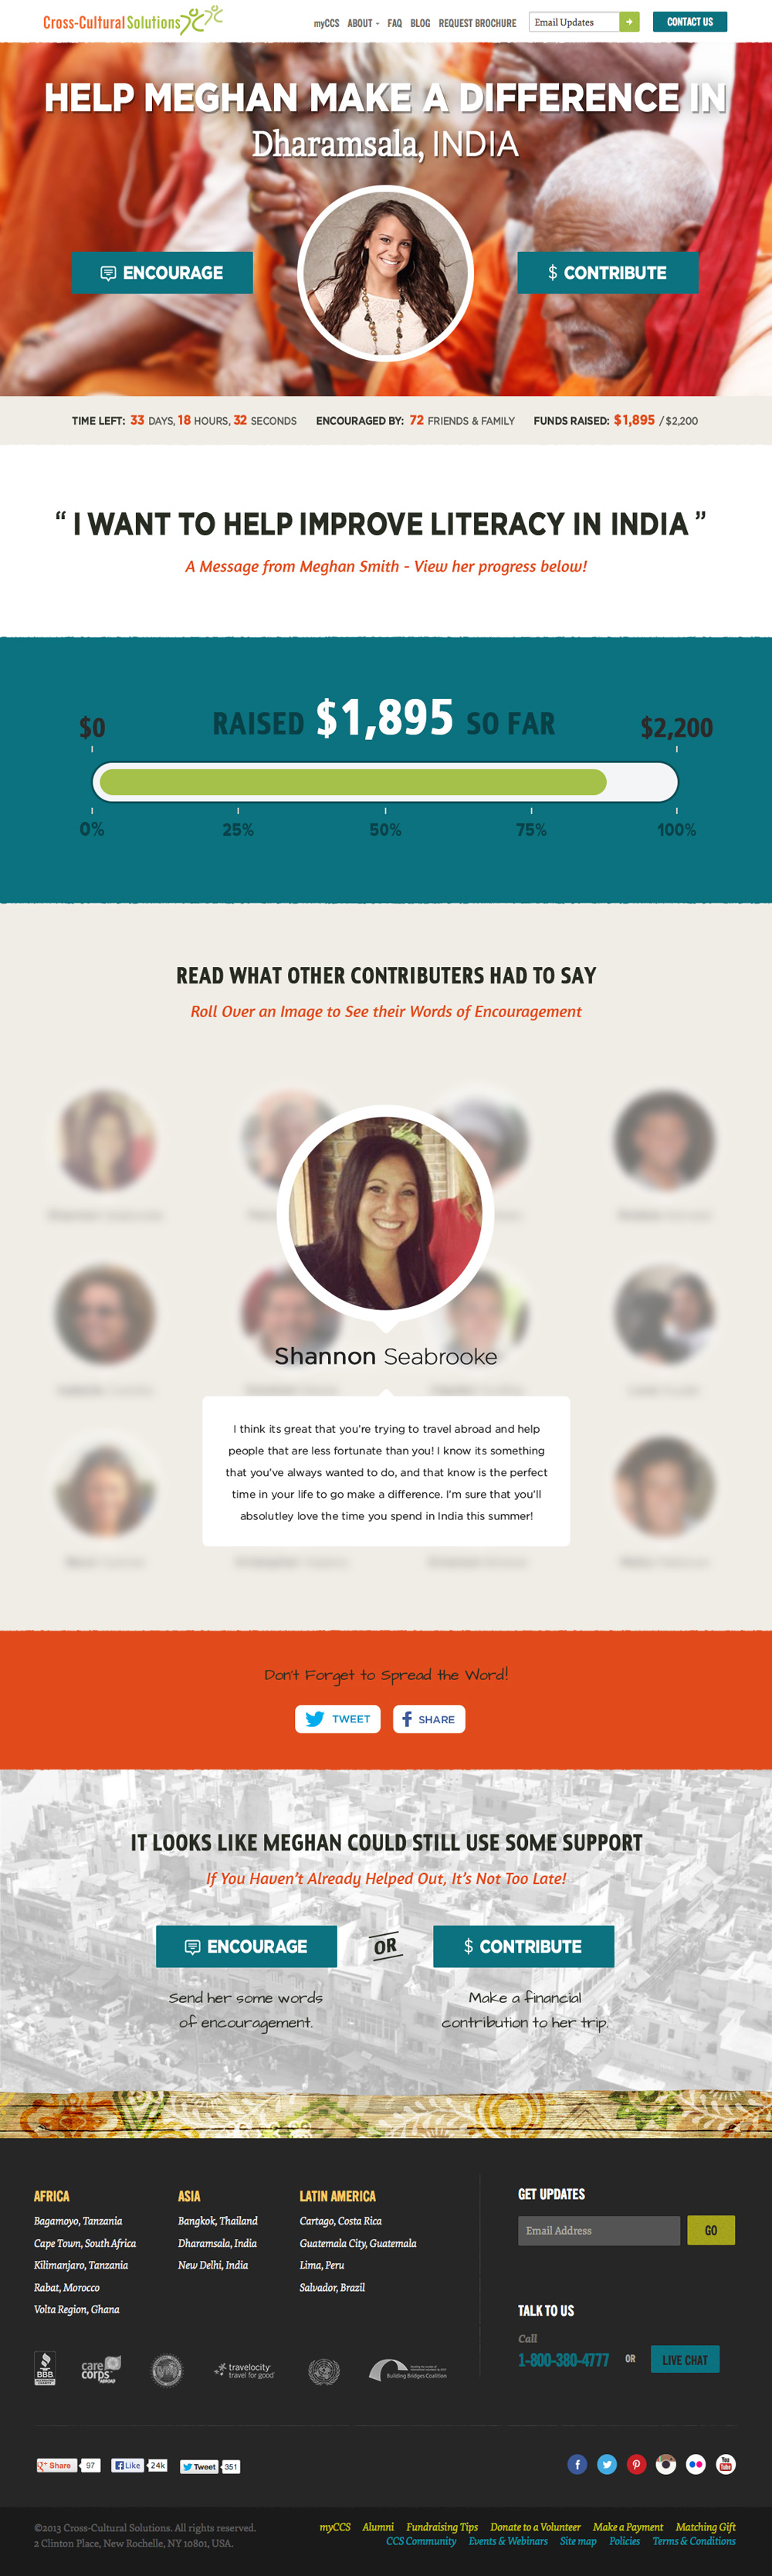 Cross-Cultural Solutions
myCCS ABOUT FAQ BLOG REQUEST BROCHURE Email Updates CONTACT US
HELP MEGHAN MAKE A DIFFERENCE IN
Dharamsala, INDIA
ENCOURAGE
$ CONTRIBUTE
TIME LEFT: 33 DAYS, 18 HOURS, 32 SECONDS ENCOURAGED BY: 72 FRIENDS & FAMILY FUNDS RAISED: $1,895 / $2,200
“ I WANT TO HELP IMPROVE LITERACY IN INDIA ”
A Message from Meghan Smith - View her progress below!
$0 RAISED $1,895 SO FAR $2,200
0% 25% 50% 75% 100%
READ WHAT OTHER CONTRIBUTERS HAD TO SAY
Roll Over an Image to See their Words of Encouragement
Shannon Seabrooke
I think its great that you’re trying to travel abroad and help
people that are less fortunate than you! I know its something
that you’ve always wanted to do, and that know is the perfect
time in your life to go make a difference. I’m sure that you’ll
absolutley love the time you spend in India this summer!
Don't Forget to Spread the Word!
TWEET
SHARE
IT LOOKS LIKE MEGHAN COULD STILL USE SOME SUPPORT
If You Haven’t Already Helped Out, It’s Not Too Late!
ENCOURAGE
OR
$ CONTRIBUTE
Send her some words
of encouragement.
Make a financial
contribution to her trip.
AFRICA
Bagamoyo, Tanzania
Cape Town, South Africa
Kilimanjaro, Tanzania
Rabat, Morocco
Volta Region, Ghana
ASIA
Bangkok, Thailand
Dharamsala, India
New Delhi, India
LATIN AMERICA
Cartago, Costa Rica
Guatemala City, Guatemala
Lima, Peru
Salvador, Brazil
GET UPDATES
Email Address GO
TALK TO US
Call
1-800-380-4777 OR LIVE CHAT
BBB
care corps
travelocity
travel for good
Building Bridges Coalition
Share 97 Like 24k Tweet 351
You Tube
©2013 Cross-Cultural Solutions. All rights reserved.
2 Clinton Place, New Rochelle, NY 10801, USA.
myCCS Alumni Fundraising Tips Donate to a Volunteer Make a Payment Matching Gift
CCS Community Events & Webinars Site map Policies Terms & Conditions